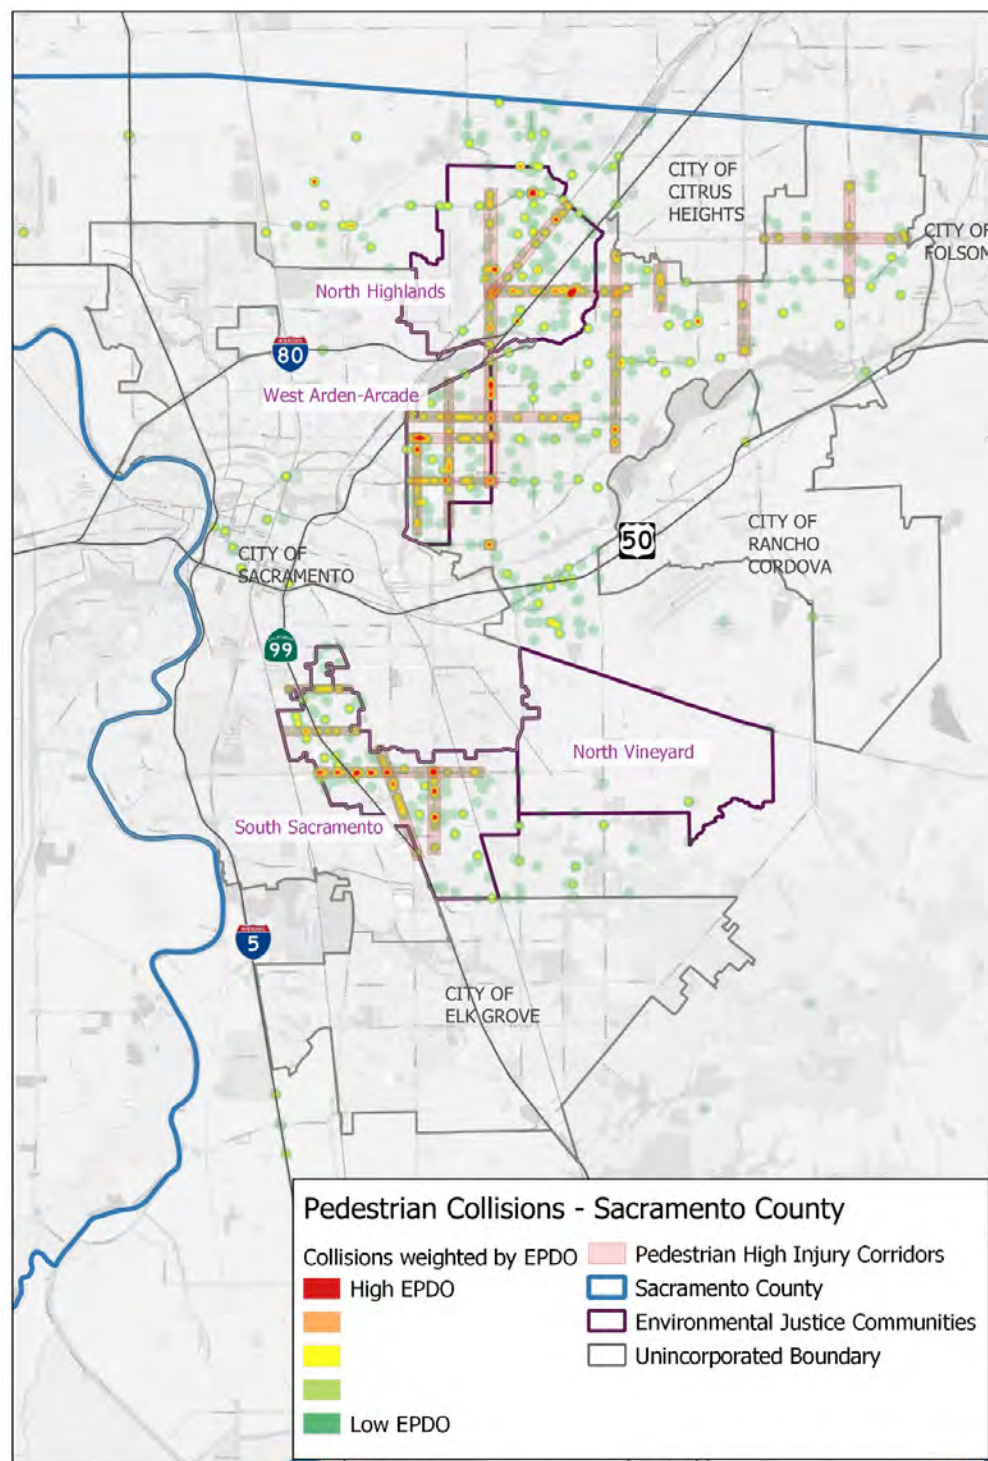 CITY OF
CITRUS
HEIGHTS
CITY OF
FOLSOM
North Highlands
80
West Arden-Arcade
50
CITY OF
RANCHO
CORDOVA
CITY OF
SACRAMENTO
CALIFORNIA
99
North Vineyard
South Sacramento
5
CITY OF
ELK GROVE
Pedestrian Collisions - Sacramento County
Collisions weighted by EPDO
High EPDO
Low EPDO
Pedestrian High Injury Corridors
Sacramento County
Environmental Justice Communities
Unincorporated Boundary